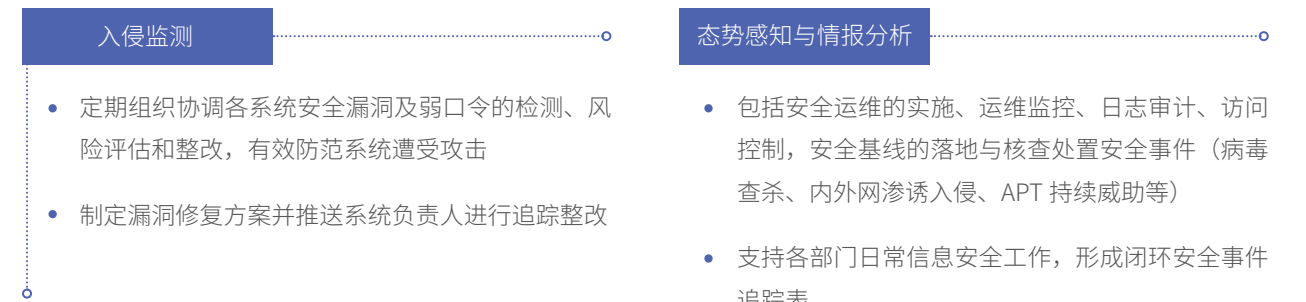 入侵监测
定期组织协调各系统安全漏洞及弱口令的检测、风
险评估和整改，有效防范系统遭受攻击
制定漏洞修复方案并推送系统负责人进行追踪整改
态势感知与情报分析
包括安全运维的实施、运维监控、日志审计、访问
控制，安全基线的落地与核查处置安全事件（病毒
查杀、内外网渗诱入侵、APT 持续威助等）
支持各部门日常信息安全工作，形成闭环安全事件
追踪表